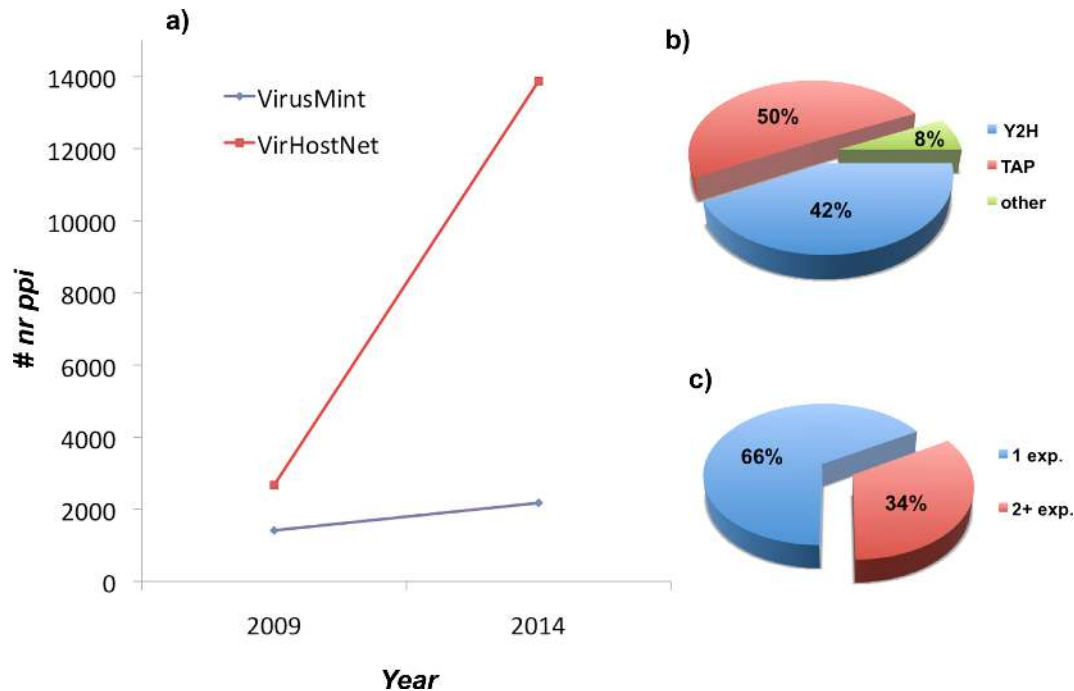 a)
14000
12000
10000
8000
6000
4000
2000
0
# nr ppi
VirusMint
VirHostNet
2009
2014
Year
b)
50%
8%
42%
Y2H
TAP
other
c)
66%
34%
1 exp.
2+ exp.